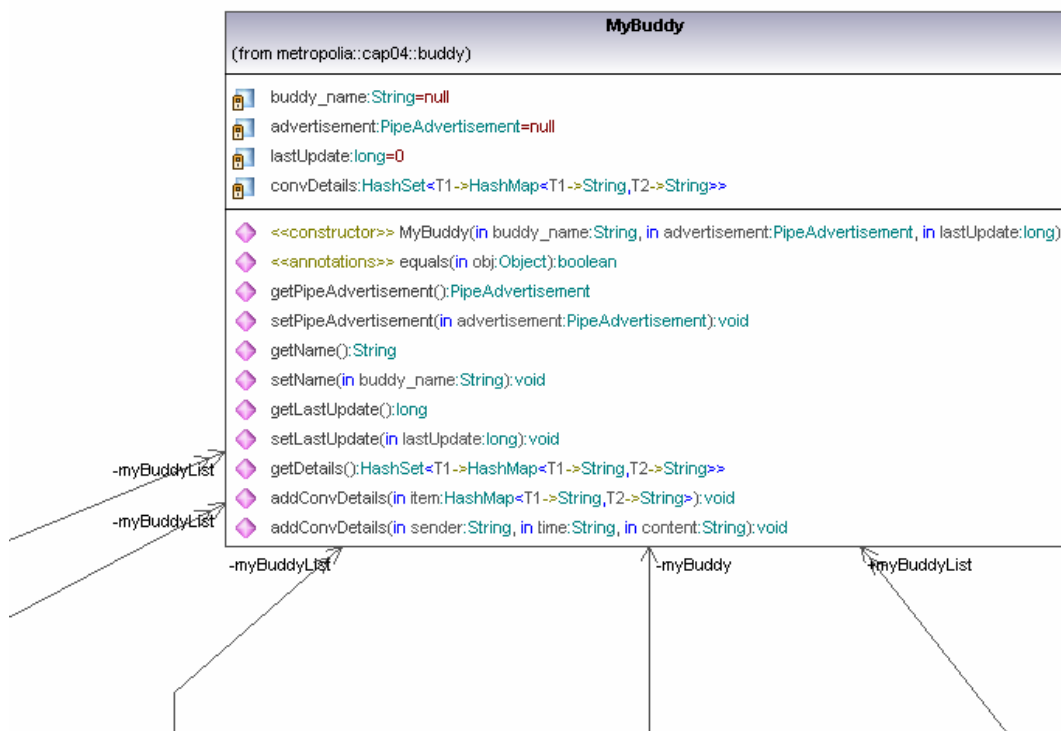 MyBuddy
(from metropolia::cap04::buddy)
buddy_name:String=null
advertisement:PipeAdvertisement=null
lastUpdate:long=0
convDetails:HashSet<T1->HashMap<T1->String,T2->String>>
<<constructor>> MyBuddy(in buddy_name:String, in advertisement:PipeAdvertisement, in lastUpdate:long)
<<annotations>> equals(in obj:Object):boolean
getPipeAdvertisement():PipeAdvertisement
setPipeAdvertisement(in advertisement:PipeAdvertisement):void
getName():String
setName(in buddy_name:String):void
getLastUpdate():long
setLastUpdate(in lastUpdate:long):void
getDetails():HashSet<T1->HashMap<T1->String,T2->String>>
addConvDetails(in item:HashMap<T1->String,T2->String>):void
addConvDetails(in sender:String, in time:String, in content:String):void
-myBuddyList
-myBuddyList
-myBuddyList
-myBuddy
+myBuddyList